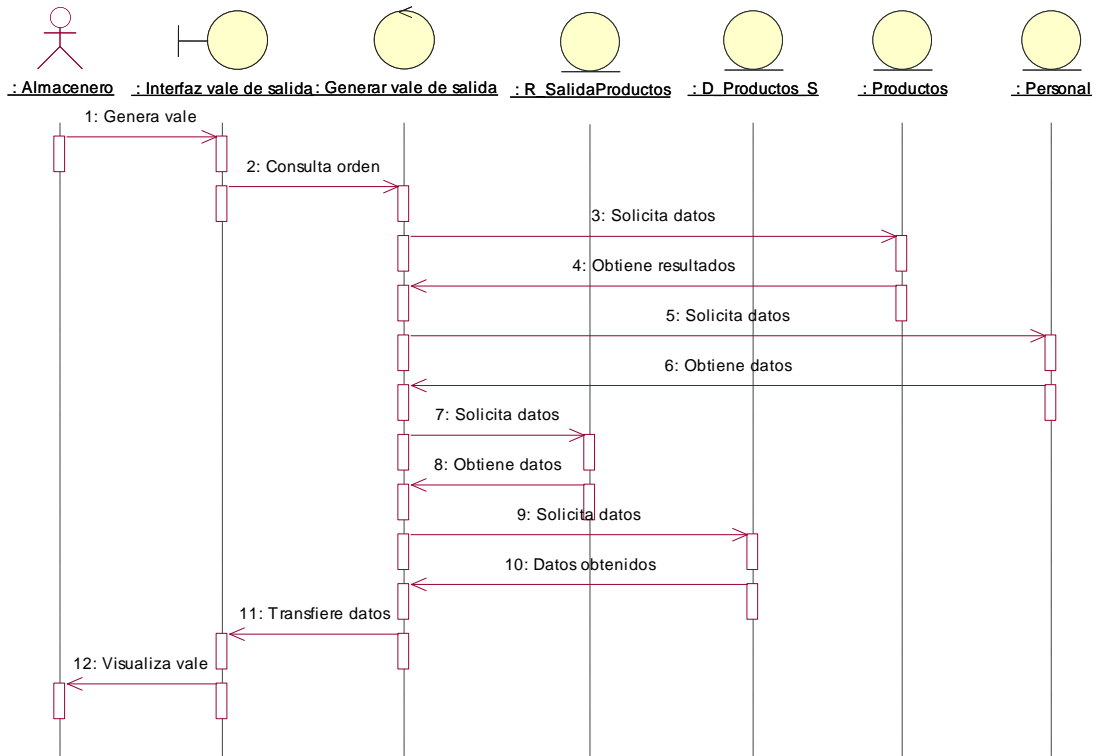 : Almacenero
: Interfaz vale de salida
: Generar vale de salida
: R_SalidaProductos
: D_Productos_S
: Productos
: Personal
1: Genera vale
2: Consulta orden
3: Solicita datos
4: Obtiene resultados
5: Solicita datos
6: Obtiene datos
7: Solicita datos
8: Obtiene datos
9: Solicita datos
10: Datos obtenidos
11: Transfiere datos
12: Visualiza vale